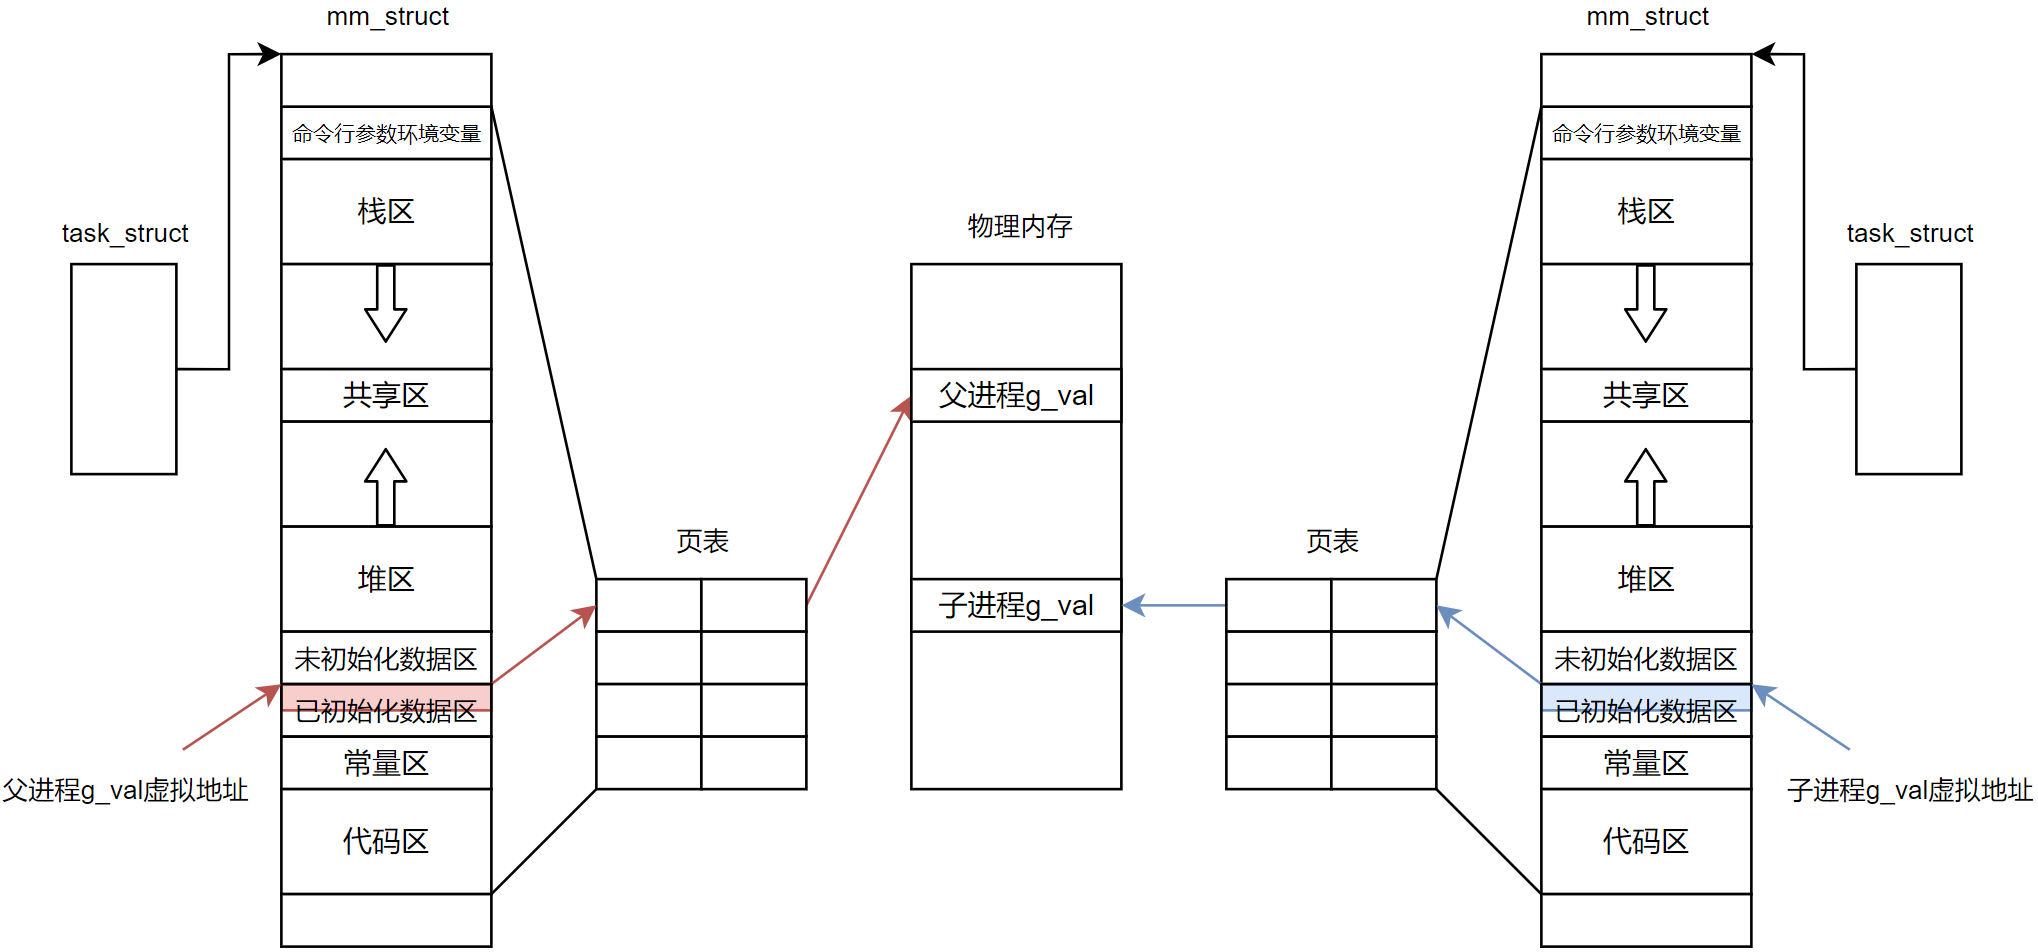 mm_struct
mm_struct
命令行参数环境变量
命令行参数环境变量
栈区
栈区
物理内存
task_struct
task_struct
共享区
父进程g_val
共享区
页表
页表
堆区
子进程g_val
堆区
未初始化数据区
未初始化数据区
已初始化数据区
已初始化数据区
常量区
常量区
父进程g_val虚拟地址
子进程g_val虚拟地址
代码区
代码区